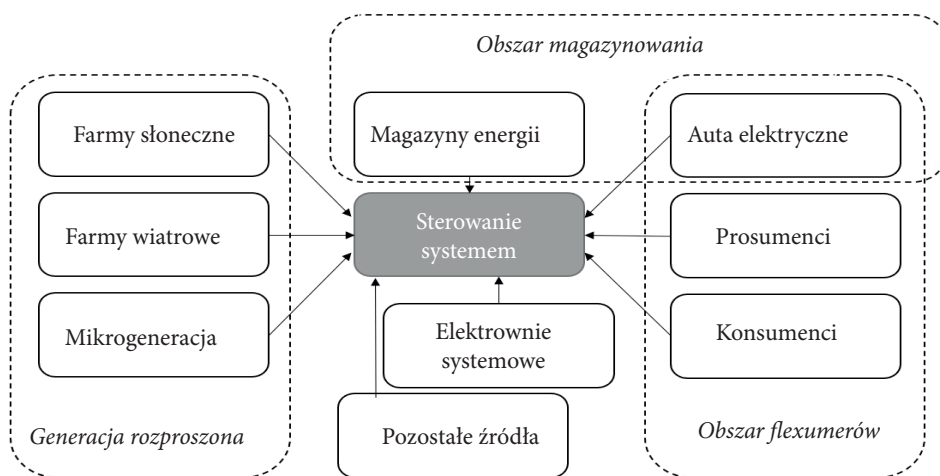 Obszar magazynowania
Farmy słoneczne
Magazyny energii
Auta elektryczne
Farmy wiatrowe
Sterowanie
systemem
Prosumenci
Mikrogeneracja
Elektrownie
systemowe
Konsumenci
Generacja rozproszona
Pozostałe źródła
Obszar flexumerów